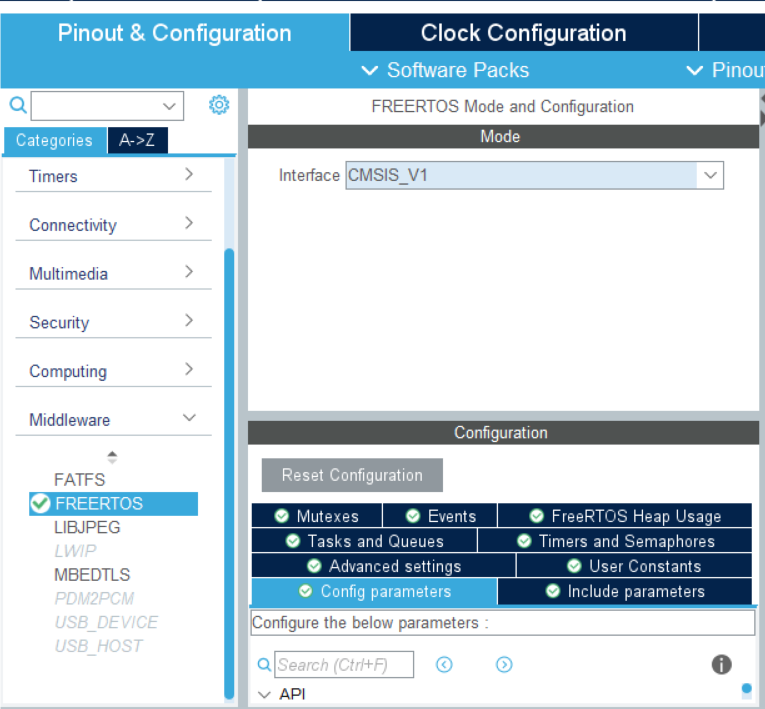 Pinout & Configuration
Clock Configuration
Software Packs
Pinou
Categories
A->Z
Timers
Connectivity
Multimedia
Security
Computing
Middleware
FATFS
FREERTOS
LIBJPEG
LWIP
MBEDTLS
PDM2PCM
USB_DEVICE
USB_HOST
FREERTOS Mode and Configuration
Mode
Interface CMSIS_V1
Configuration
Reset Configuration
Mutexes Events FreeRTOS Heap Usage
Tasks and Queues Timers and Semaphores
Advanced settings User Constants
Config parameters Include parameters
Configure the below parameters :
Search (Ctrl+F)
API